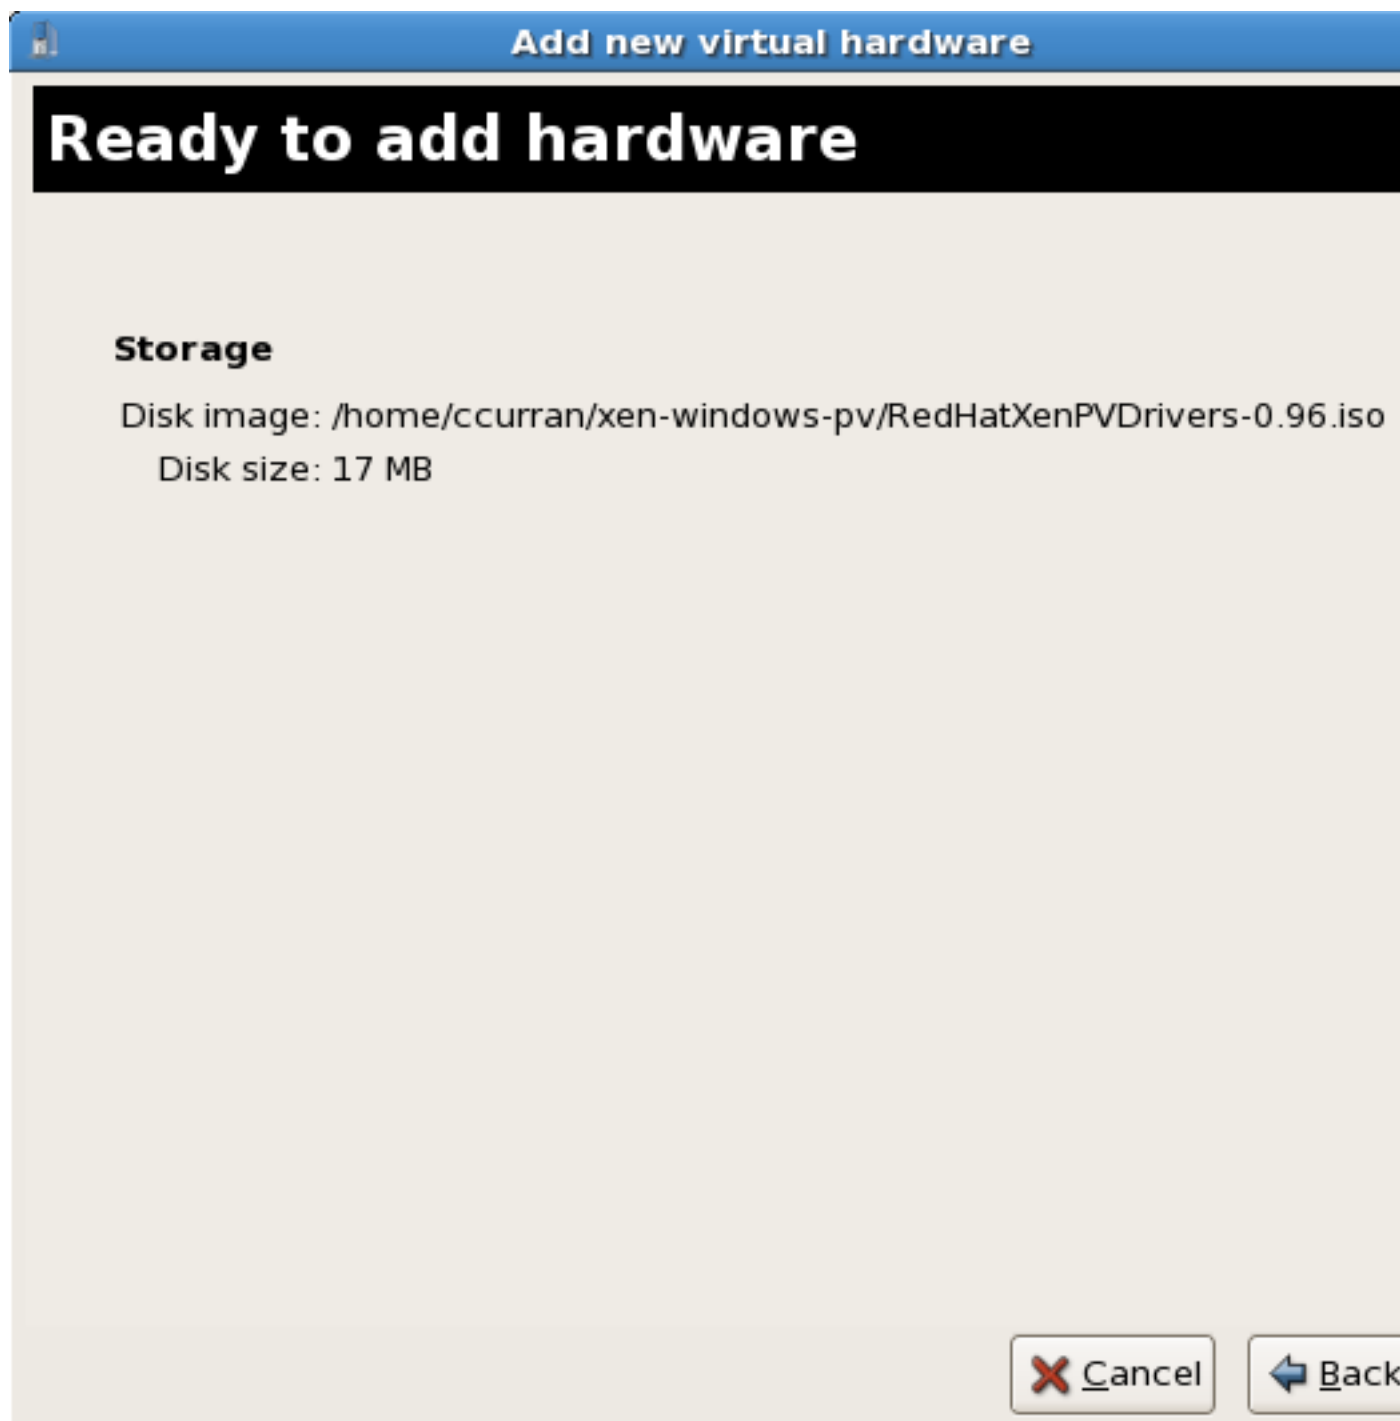 Add new virtual hardware
Ready to add hardware
Storage
Disk image: /home/ccurran/xen-windows-pv/RedHatXenPVDrivers-0.96.iso
Disk size: 17 MB
Cancel
Back